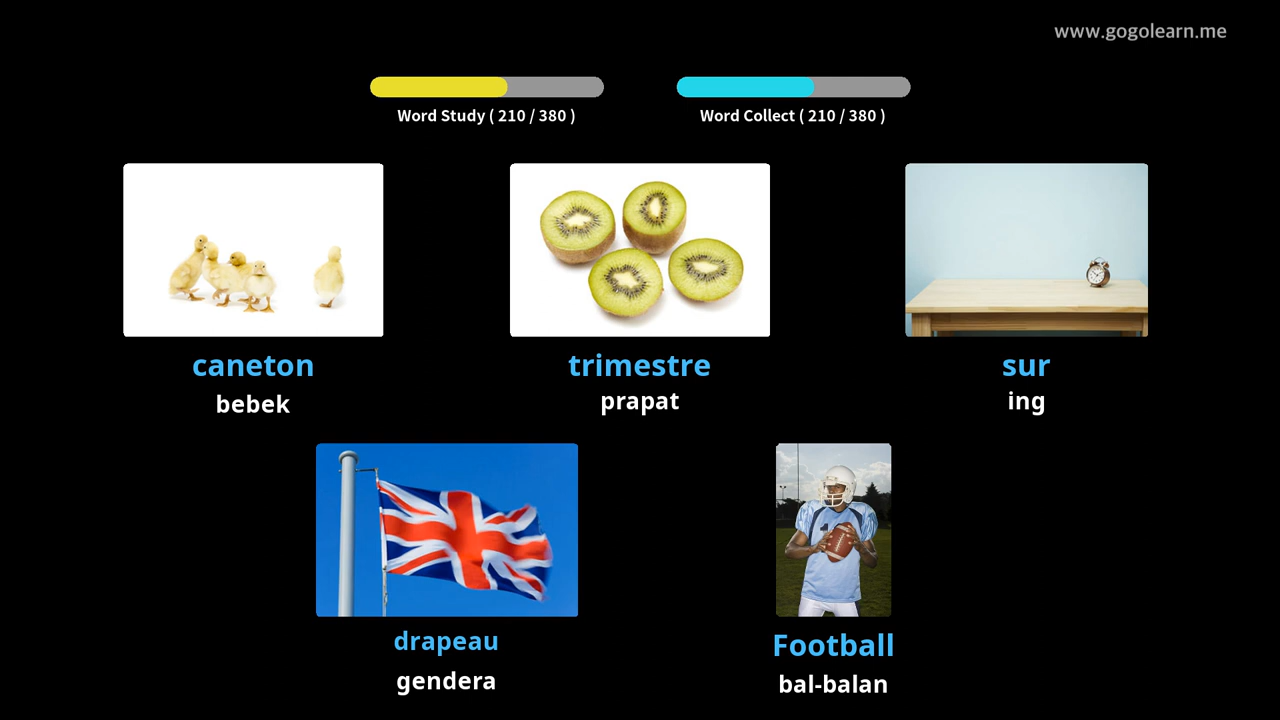 www.gogolearn.me
Word Study ( 210 / 380 )
Word Collect ( 210 / 380 )
caneton
bebek
trimestre
prapat
sur
ing
drapeau
gendera
Football
bal-balan